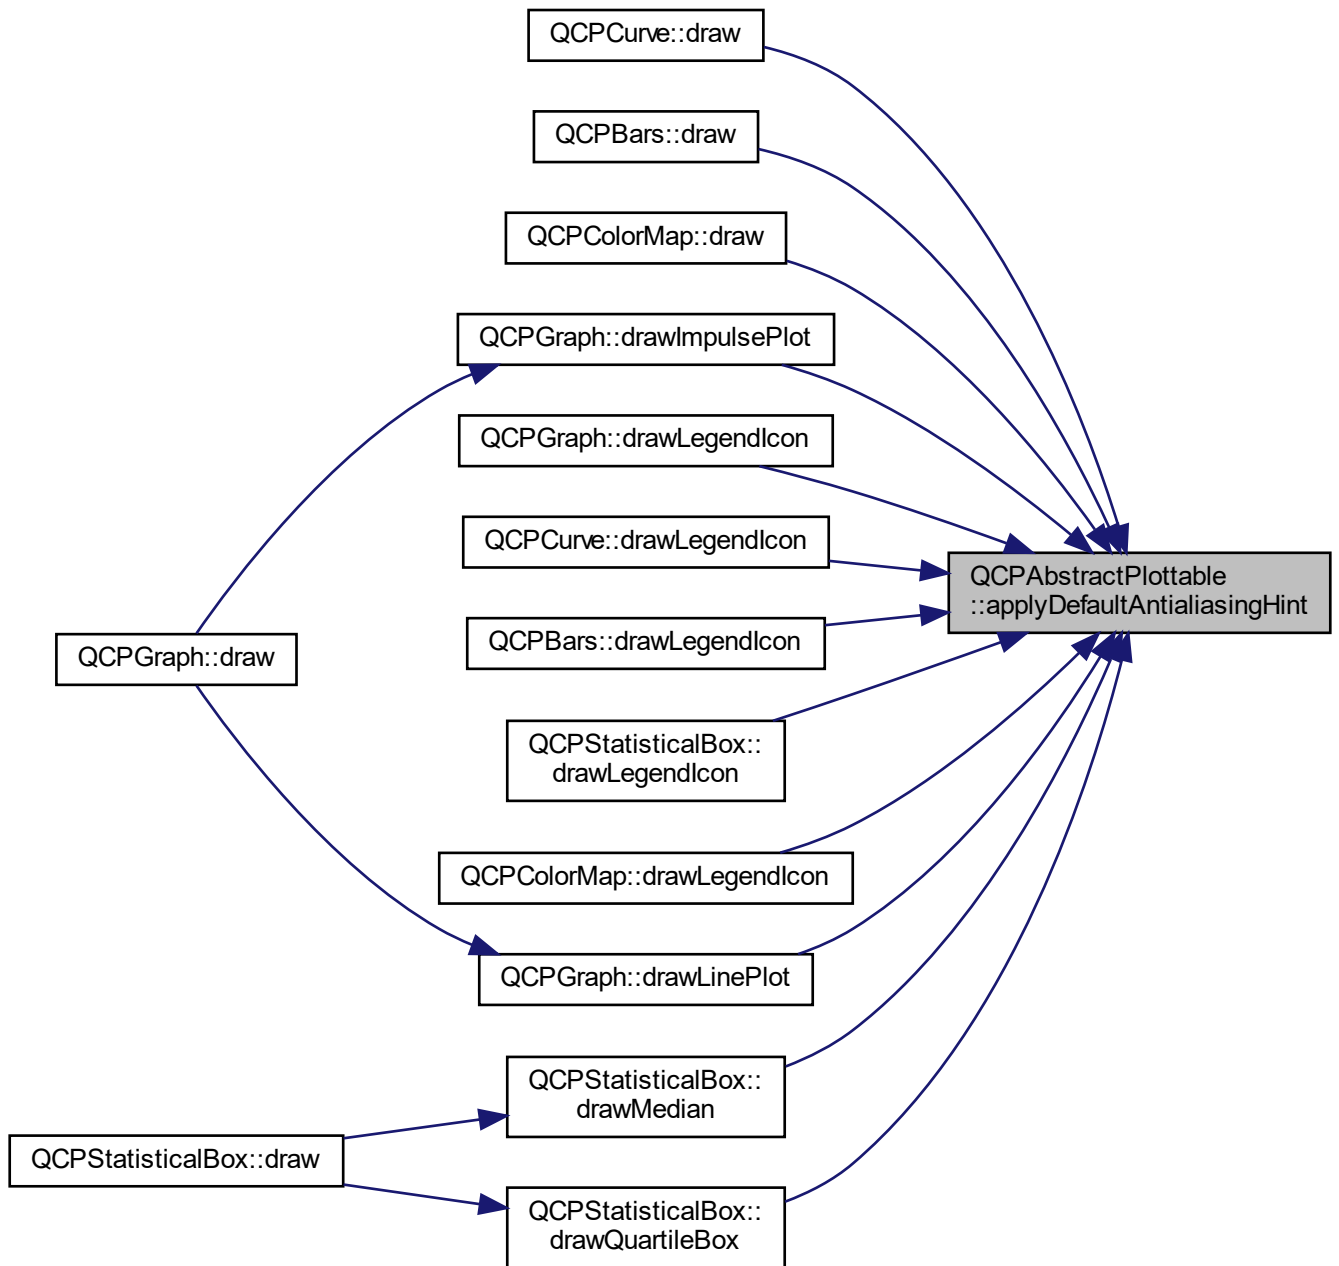 QCPCurve::draw
QCPBars::draw
QCPColorMap::draw
QCPGraph::drawImpulsePlot
QCPGraph::drawLegendIcon
QCPCurve::drawLegendIcon
QCPAbstractPlottable
::applyDefaultAntialiasingHint
QCPBars::drawLegendIcon
QCPGraph::draw
QCPStatisticalBox::
drawLegendIcon
QCPColorMap::drawLegendIcon
QCPGraph::drawLinePlot
QCPStatisticalBox::
drawMedian
QCPStatisticalBox::draw
QCPStatisticalBox::
drawQuartileBox